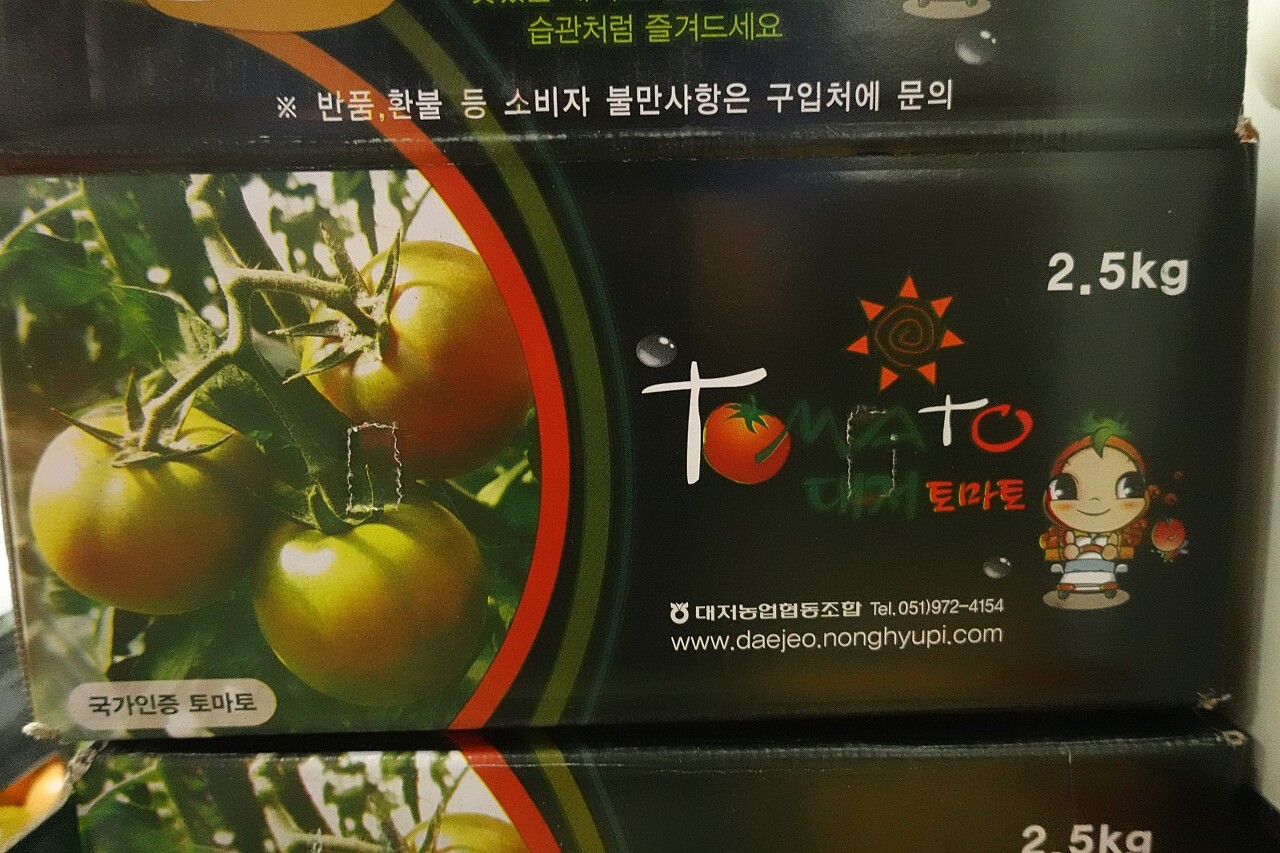 습관처럼 즐겨드세요
※ 반품,환불 등 소비자 불만사항은 구입처에 문의
2.5kg
TOMATO
대저 토마토
대저농업협동조합 Tel.051)972-4154
www.daejeo.nonghyupi.com
국가인증 토마토
2.5kg